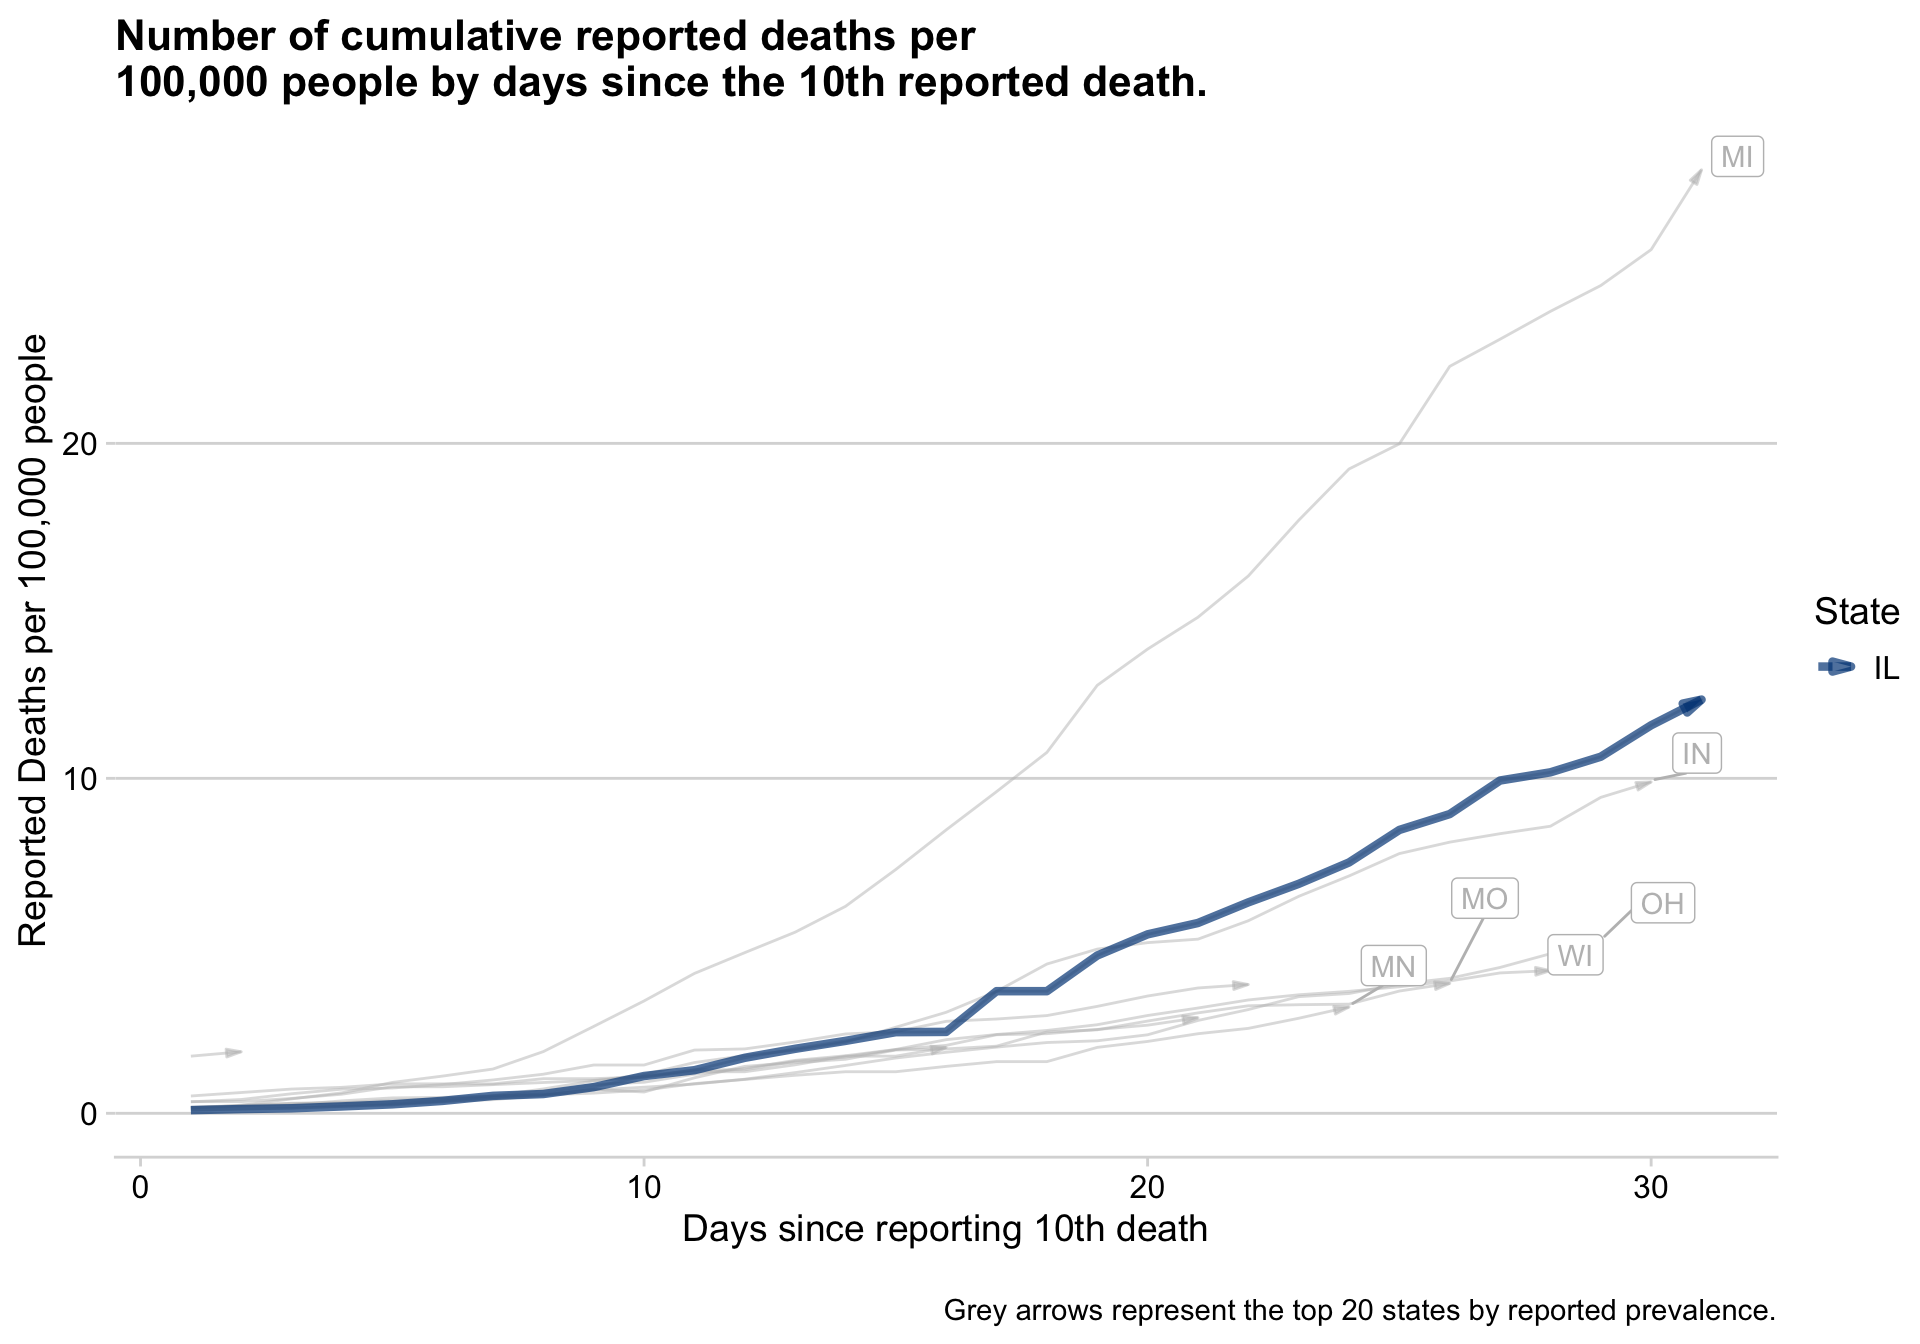 Number of cumulative reported deaths per
100,000 people by days since the 10th reported death.
Reported Deaths per 100,000 people
20
10
0
MI
IN
MO
OH
WI
MN
State
IL
0
10
20
30
Days since reporting 10th death
Grey arrows represent the top 20 states by reported prevalence.